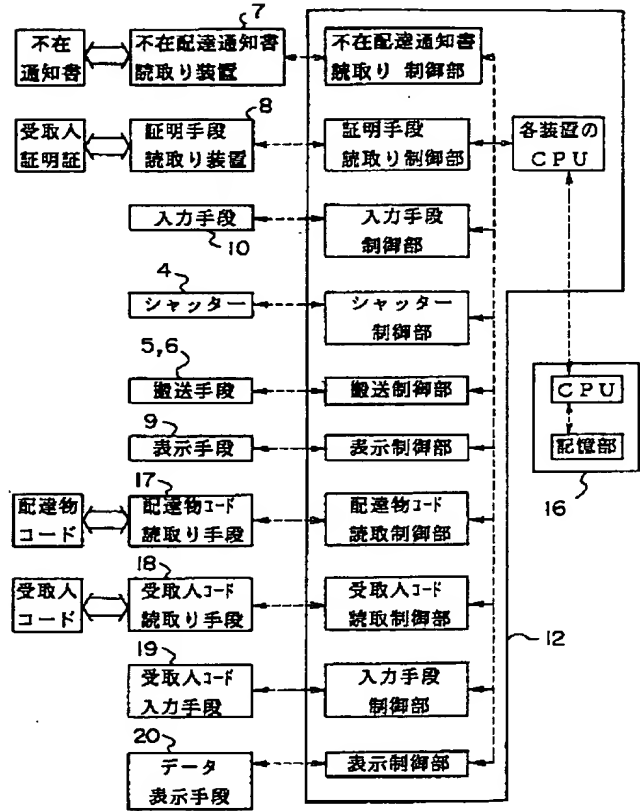 7
不在
通知書
不在配達通知書
読取り装置
不在配達通知書
読取り 制御部
8
受取人
証明証
証明手段
読取り装置
証明手段
読取り制御部
各装置の
CPU
入力手段
10
入力手段
制御部
4
シャッター
シャッター
制御部
5,6
搬送手段
搬送制御部
CPU
記憶部
16
9
表示手段
表示制御部
17
配達物
コード
配達物コード
読取り手段
配達物コード
読取制御部
18
受取人
コード
受取人コード
読取り手段
受取人コード
読取制御部
12
19
受取人コード
入力手段
入力手段
制御部
20
データ
表示手段
表示制御部